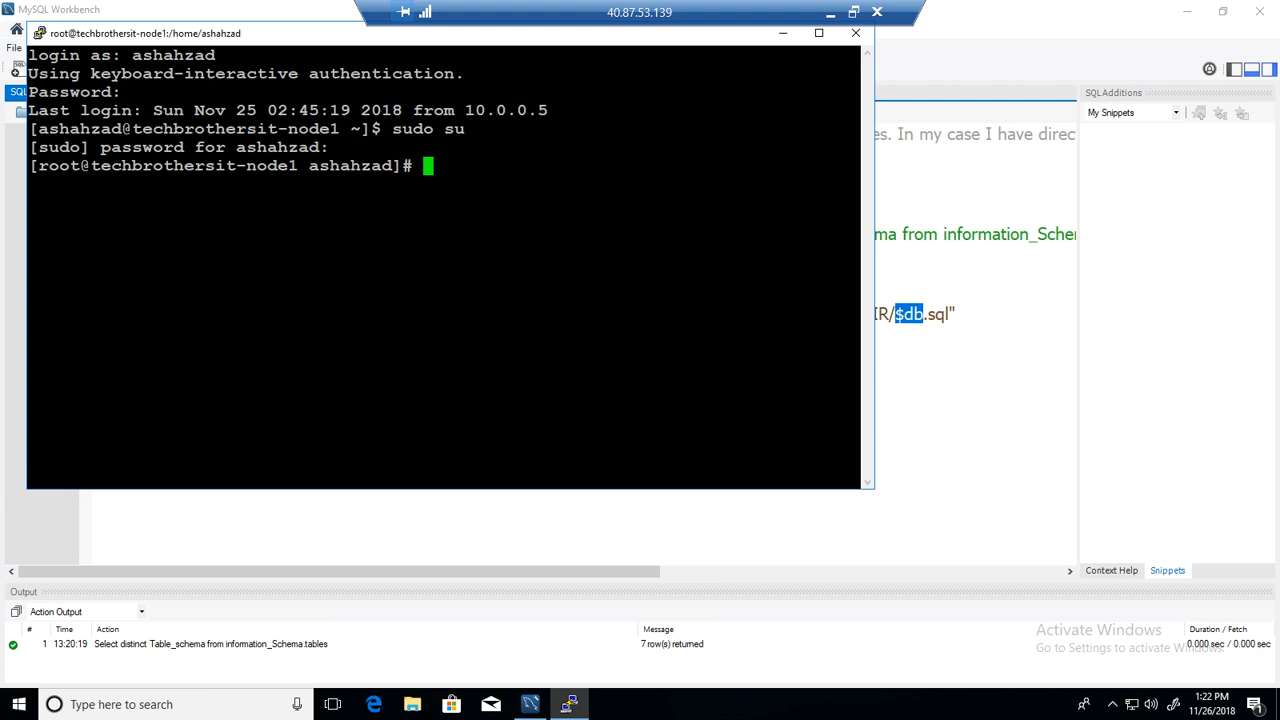 MySQL Workbench
40.87.53.139
root@techbrothersit-node1:/home/ashahzad
File
login as: ashahzad
Using keyboard-interactive authentication.
Password:
Last login: Sun Nov 25 02:45:19 2018 from 10.0.0.5
[ashahzad@techbrothersit-node1 ~]$ sudo su
[sudo] password for ashahzad:
[root@techbrothersit-node1 ashahzad]#
SQL
SQLAdditions
My Snippets
es. In my case I have direc
ma from information_Scher
IR/$db.sql"
Context Help
Snippets
Output
Action Output
# Time Action Message Duration / Fetch
1 13:20:19 Select distinct Table_schema from information_Schema.tables 7 row(s) returned 0.000 sec / 0.000 sec
Activate Windows
Go to Settings to activate Windows.
Type here to search
1:22 PM
11/26/2018
1